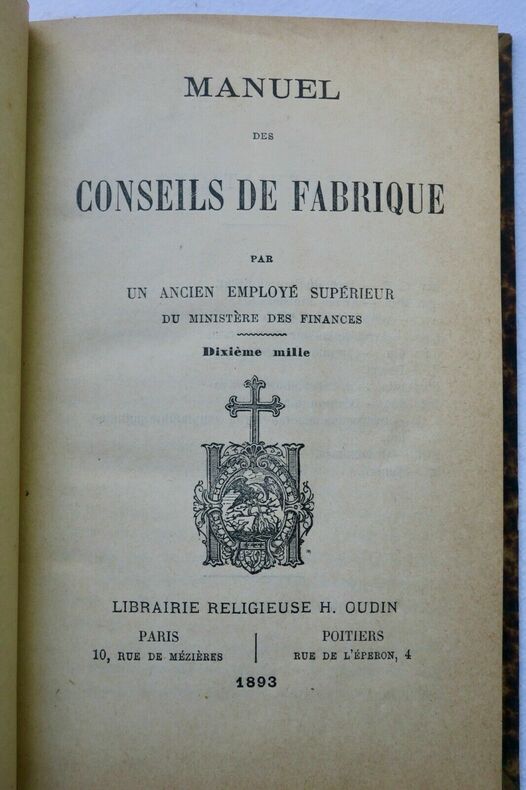 MANUEL
DES
CONSEILS DE FABRIQUE
PAR
UN ANCIEN EMPLOYÉ SUPÉRIEUR
DU MINISTÈRE DES FINANCES
Dixième mille
LIBRAIRIE RELIGIEUSE H. OUDIN
PARIS
10, RUE DE MÉZIÈRES
POITIERS
RUE DE L'ÉPERON, 4
1893